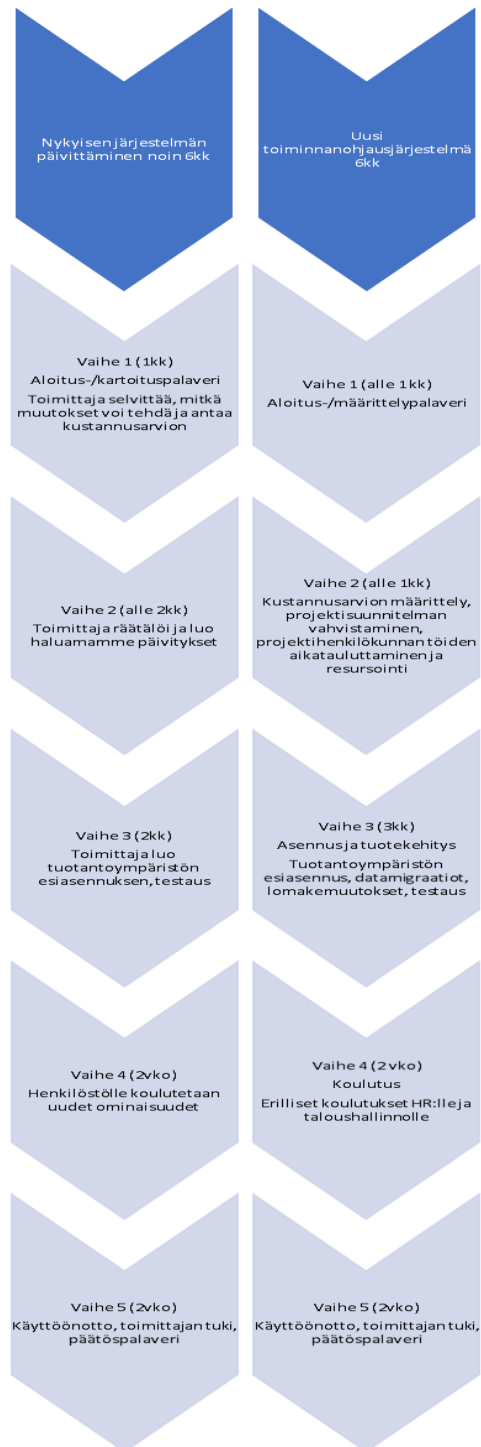 Nykyisen järjestelmän
päivittäminen noin 6kk
Uusi
toiminnanohjausjärjestelmä
6kk
Vaihe 1 (1kk)
Aloitus-/kartoituspalaveri
Toimittaja selvittää, mitkä
muutokset voi tehdä ja antaa
kustannusarvion
Vaihe 1 (alle 1kk)
Aloitus-/määrittelypalaveri
Vaihe 2 (alle 2kk)
Toimittaja räätälöi ja luo
haluamamme päivitykset
Vaihe 2 (alle 1kk)
Kustannusarvion määrittely,
projektisuunnitelman
vahvistaminen,
projektihenkilökunnan töiden
aikatauluttaminen ja
resursointi
Vaihe 3 (2kk)
Toimittaja luo
tuotantoympäristön
esiasennuksen, testaus
Vaihe 3 (3kk)
Asennus ja tuotekehitys
Tuotantoympäristön
esiasennus, datamigraatiot,
lomakemuutokset, testaus
Vaihe 4 (2vko)
Henkilöstölle koulutetaan
uudet ominaisuudet
Vaihe 4 (2 vko)
Koulutus
Erilliset koulutukset HR:lle ja
taloushallinnolle
Vaihe 5 (2vko)
Käyttöönotto, toimittajan tuki,
päätöspalaveri
Vaihe 5 (2vko)
Käyttöönotto, toimittajan tuki,
päätöspalaveri